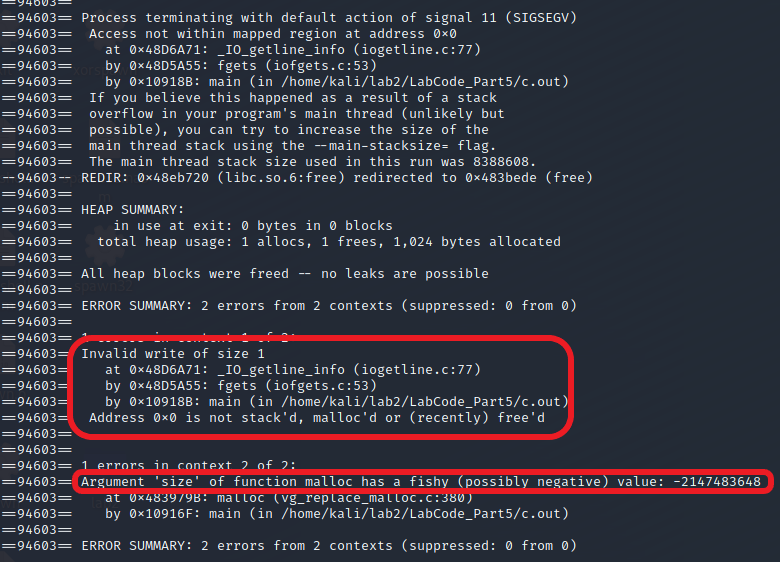 ==94603==
==94603== Process terminating with default action of signal 11 (SIGSEGV)
==94603==  Access not within mapped region at address 0×0
==94603==    at 0×48D6A71: _IO_getline_info (iogetline.c:77)
==94603==    by 0×48D5A55: fgets (iofgets.c:53)
==94603==    by 0×10918B: main (in /home/kali/lab2/LabCode_Part5/c.out)
==94603==  If you believe this happened as a result of a stack
==94603==  overflow in your program's main thread (unlikely but
==94603==  possible), you can try to increase the size of the
==94603==  main thread stack using the --main-stacksize= flag.
==94603==  The main thread stack size used in this run was 8388608.
--94603-- REDIR: 0×48eb720 (libc.so.6:free) redirected to 0×483bede (free)
==94603==
==94603== HEAP SUMMARY:
==94603==     in use at exit: 0 bytes in 0 blocks
==94603==   total heap usage: 1 allocs, 1 frees, 1,024 bytes allocated
==94603==
==94603== All heap blocks were freed -- no leaks are possible
==94603==
==94603== ERROR SUMMARY: 2 errors from 2 contexts (suppressed: 0 from 0)
==94603==
==94603== 1 errors in context 1 of 2:
==94603== Invalid write of size 1
==94603==    at 0×48D6A71: _IO_getline_info (iogetline.c:77)
==94603==    by 0×48D5A55: fgets (iofgets.c:53)
==94603==    by 0×10918B: main (in /home/kali/lab2/LabCode_Part5/c.out)
==94603==  Address 0×0 is not stack'd, malloc'd or (recently) free'd
==94603==
==94603==
==94603== 1 errors in context 2 of 2:
==94603== Argument 'size' of function malloc has a fishy (possibly negative) value: -2147483648
==94603==    at 0×483979B: malloc (vg_replace_malloc.c:380)
==94603==    by 0×10916F: main (in /home/kali/lab2/LabCode_Part5/c.out)
==94603==
==94603== ERROR SUMMARY: 2 errors from 2 contexts (suppressed: 0 from 0)